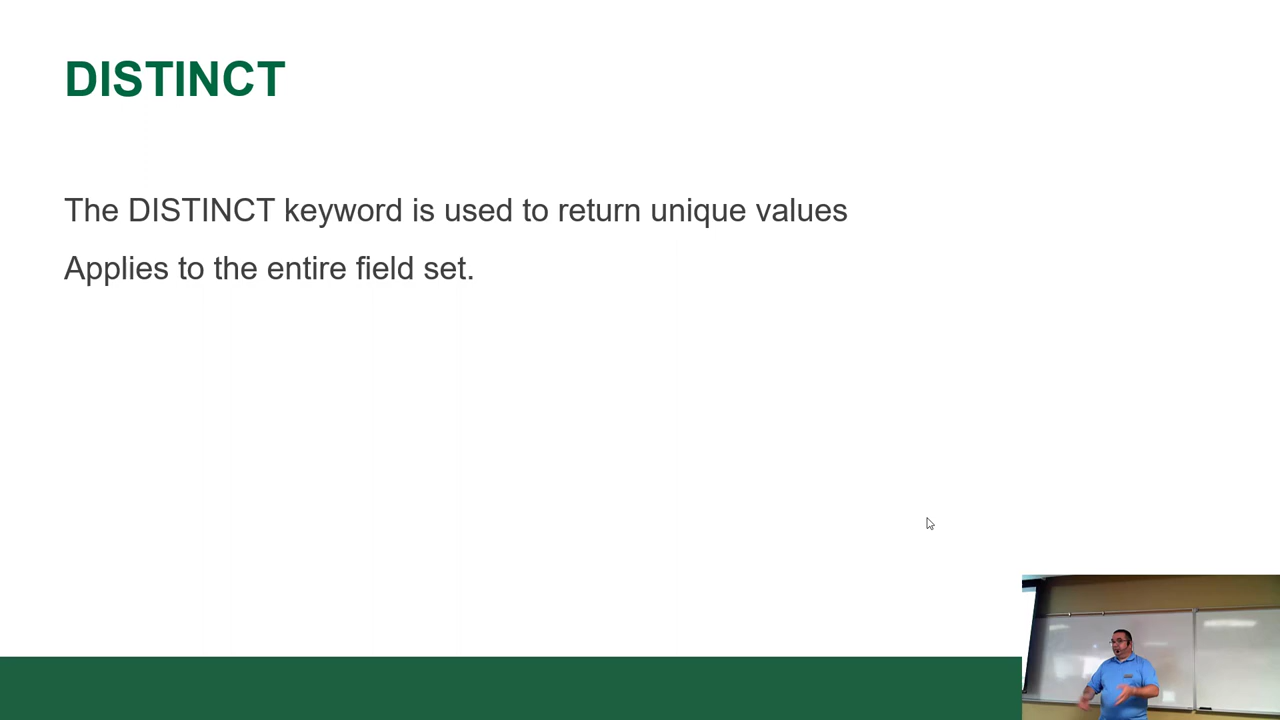 DISTINCT
The DISTINCT keyword is used to return unique values
Applies to the entire field set.